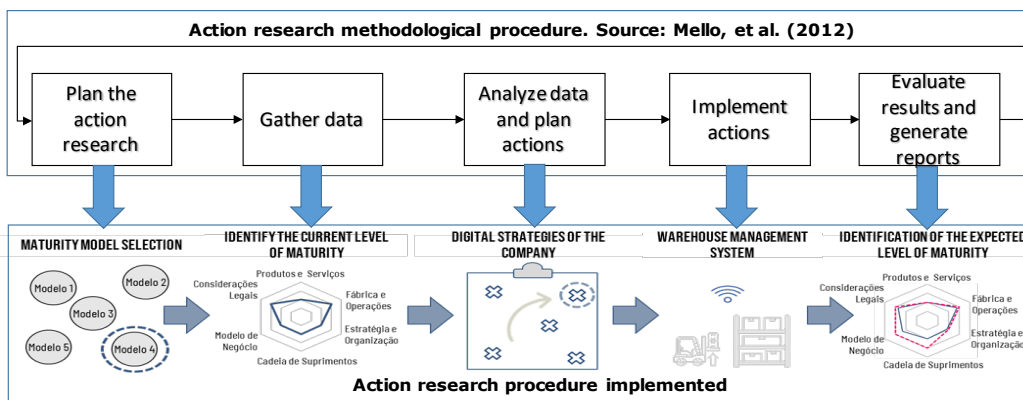 Action research methodological procedure. Source: Mello, et al. (2012)
Plan the
action
research
Gather data
Analyze data
and plan
actions
Implement
actions
Evaluate
results and
generate
reports
MATURITY MODEL SELECTION
IDENTIFY THE CURRENT LEVEL
OF MATURITY
DIGITAL STRATEGIES OF THE
COMPANY
WAREHOUSE MANAGEMENT
SYSTEM
IDENTIFICATION OF THE EXPECTED
LEVEL OF MATURITY
Modelo 1
Modelo 2
Modelo 3
Modelo 5
Modelo 4
Produtos e Serviços
Considerações
Legais
Fábrica e
Operações
Modelo de
Negócio
Estratégia e
Organização
Cadeia de Suprimentos
Produtos e Serviços
Considerações
Legais
Fábrica e
Operações
Modelo de
Negócio
Estratégia e
Organização
Cadeia de Suprimentos
Action research procedure implemented